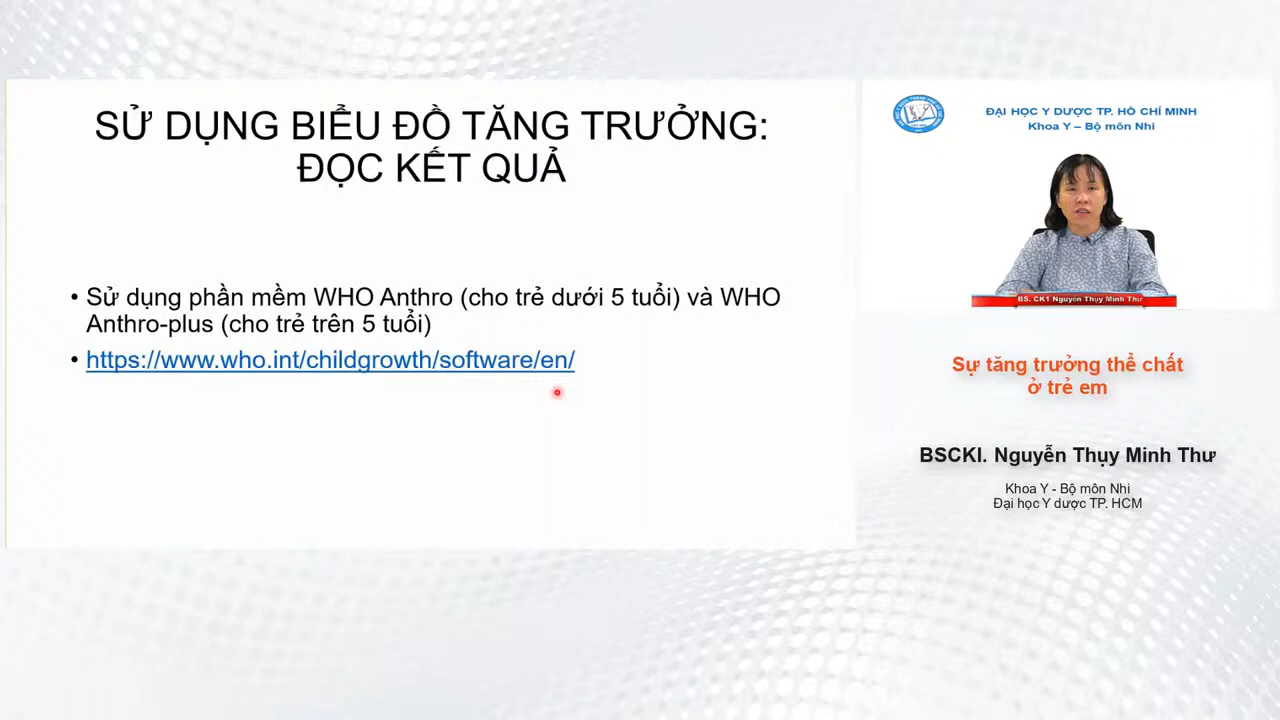 SỬ DỤNG BIỂU ĐỒ TĂNG TRƯỞNG:
ĐỌC KẾT QUẢ
• Sử dụng phần mềm WHO Anthro (cho trẻ dưới 5 tuổi) và WHO
Anthro-plus (cho trẻ trên 5 tuổi)
• https://www.who.int/childgrowth/software/en/
ĐẠI HỌC Y DƯỢC TP. HỒ CHÍ MINH
Khoa Y – Bộ môn Nhi
BS. CK1 Nguyễn Thụy Minh Thư
Sự tăng trưởng thể chất
ở trẻ em
BSCKI. Nguyễn Thụy Minh Thư
Khoa Y - Bộ môn Nhi
Đại học Y dược TP. HCM